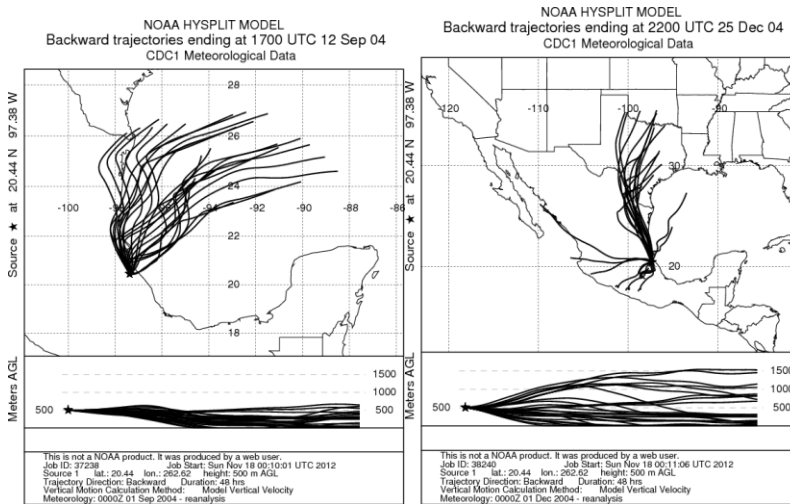 NOAA HYSPLIT MODEL
Backward trajectories ending at 1700 UTC 12 Sep 04
CDC1 Meteorological Data
Source ★ at 20.44 N 97.38 W
28
26
24
22
20
18
-100
-98
-96
-94
-92
-90
-88
-86
Meters AGL
500
1500
1000
500
This is not a NOAA product. It was produced by a web user.
Job ID: 37238 Job Start: Sun Nov 18 00:10:01 UTC 2012
Source 1 lat.: 20.44 lon.: 262.62 height: 500 m AGL
Trajectory Direction: Backward Duration: 48 hrs
Vertical Motion Calculation Method: Model Vertical Velocity
Meteorology: 0000Z 01 Sep 2004 - reanalysis
NOAA HYSPLIT MODEL
Backward trajectories ending at 2200 UTC 25 Dec 04
CDC1 Meteorological Data
Source ★ at 20.44 N 97.38 W
-120
-110
-100
-90
30
20
Meters AGL
500
1500
1000
500
This is not a NOAA product. It was produced by a web user.
Job ID: 38240 Job Start: Sun Nov 18 00:11:06 UTC 2012
Source 1 lat.: 20.44 lon.: 262.62 height: 500 m AGL
Trajectory Direction: Backward Duration: 48 hrs
Vertical Motion Calculation Method: Model Vertical Velocity
Meteorology: 0000Z 01 Dec 2004 - reanalysis